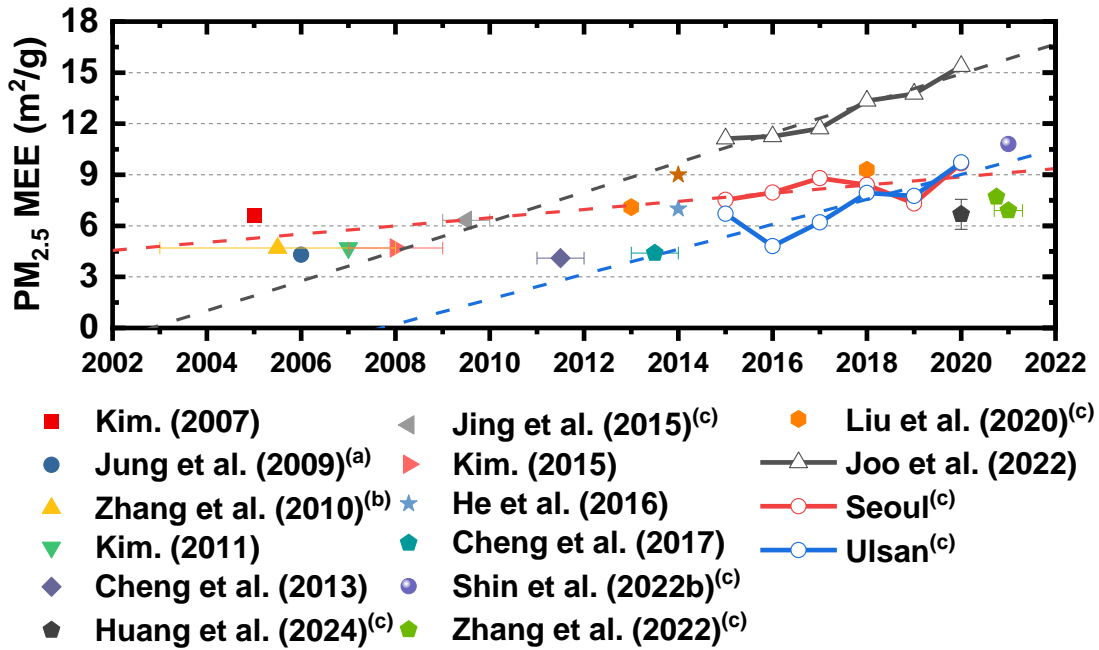 PM2.5 MEE (m2/g)
18
15
12
9
6
3
0
2002 2004 2006 2008 2010 2012 2014 2016 2018 2020 2022
Kim. (2007)
Jung et al. (2009)(a)
Zhang et al. (2010)(b)
Kim. (2011)
Cheng et al. (2013)
Huang et al. (2024)(c)
Jing et al. (2015)(c)
Kim. (2015)
He et al. (2016)
Cheng et al. (2017)
Shin et al. (2022b)(c)
Zhang et al. (2022)(c)
Liu et al. (2020)(c)
Joo et al. (2022)
Seoul(c)
Ulsan(c)